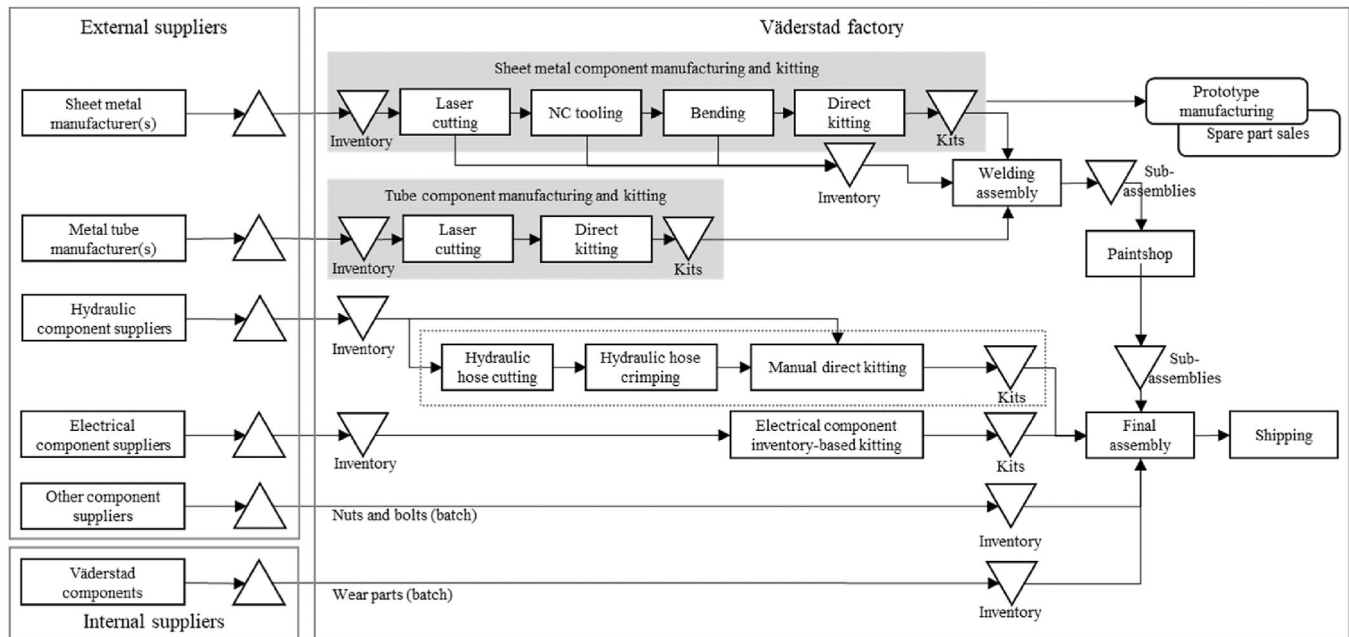 External suppliers
Väderstad factory
Sheet metal component manufacturing and kitting
Sheet metal
manufacturer(s)
Inventory
Laser
cutting
NC tooling
Bending
Direct
kitting
Kits
Prototype
manufacturing
Spare part sales
Inventory
Welding
assembly
Sub-
assemblies
Tube component manufacturing and kitting
Metal tube
manufacturer(s)
Inventory
Laser
cutting
Direct
kitting
Kits
Paintshop
Hydraulic
component suppliers
Inventory
Hydraulic
hose cutting
Hydraulic hose
crimping
Manual direct kitting
Kits
Sub-
assemblies
Electrical
component suppliers
Inventory
Electrical component
inventory-based kitting
Kits
Final
assembly
Shipping
Other component
suppliers
Nuts and bolts (batch)
Inventory
Väderstad
components
Wear parts (batch)
Inventory
Internal suppliers